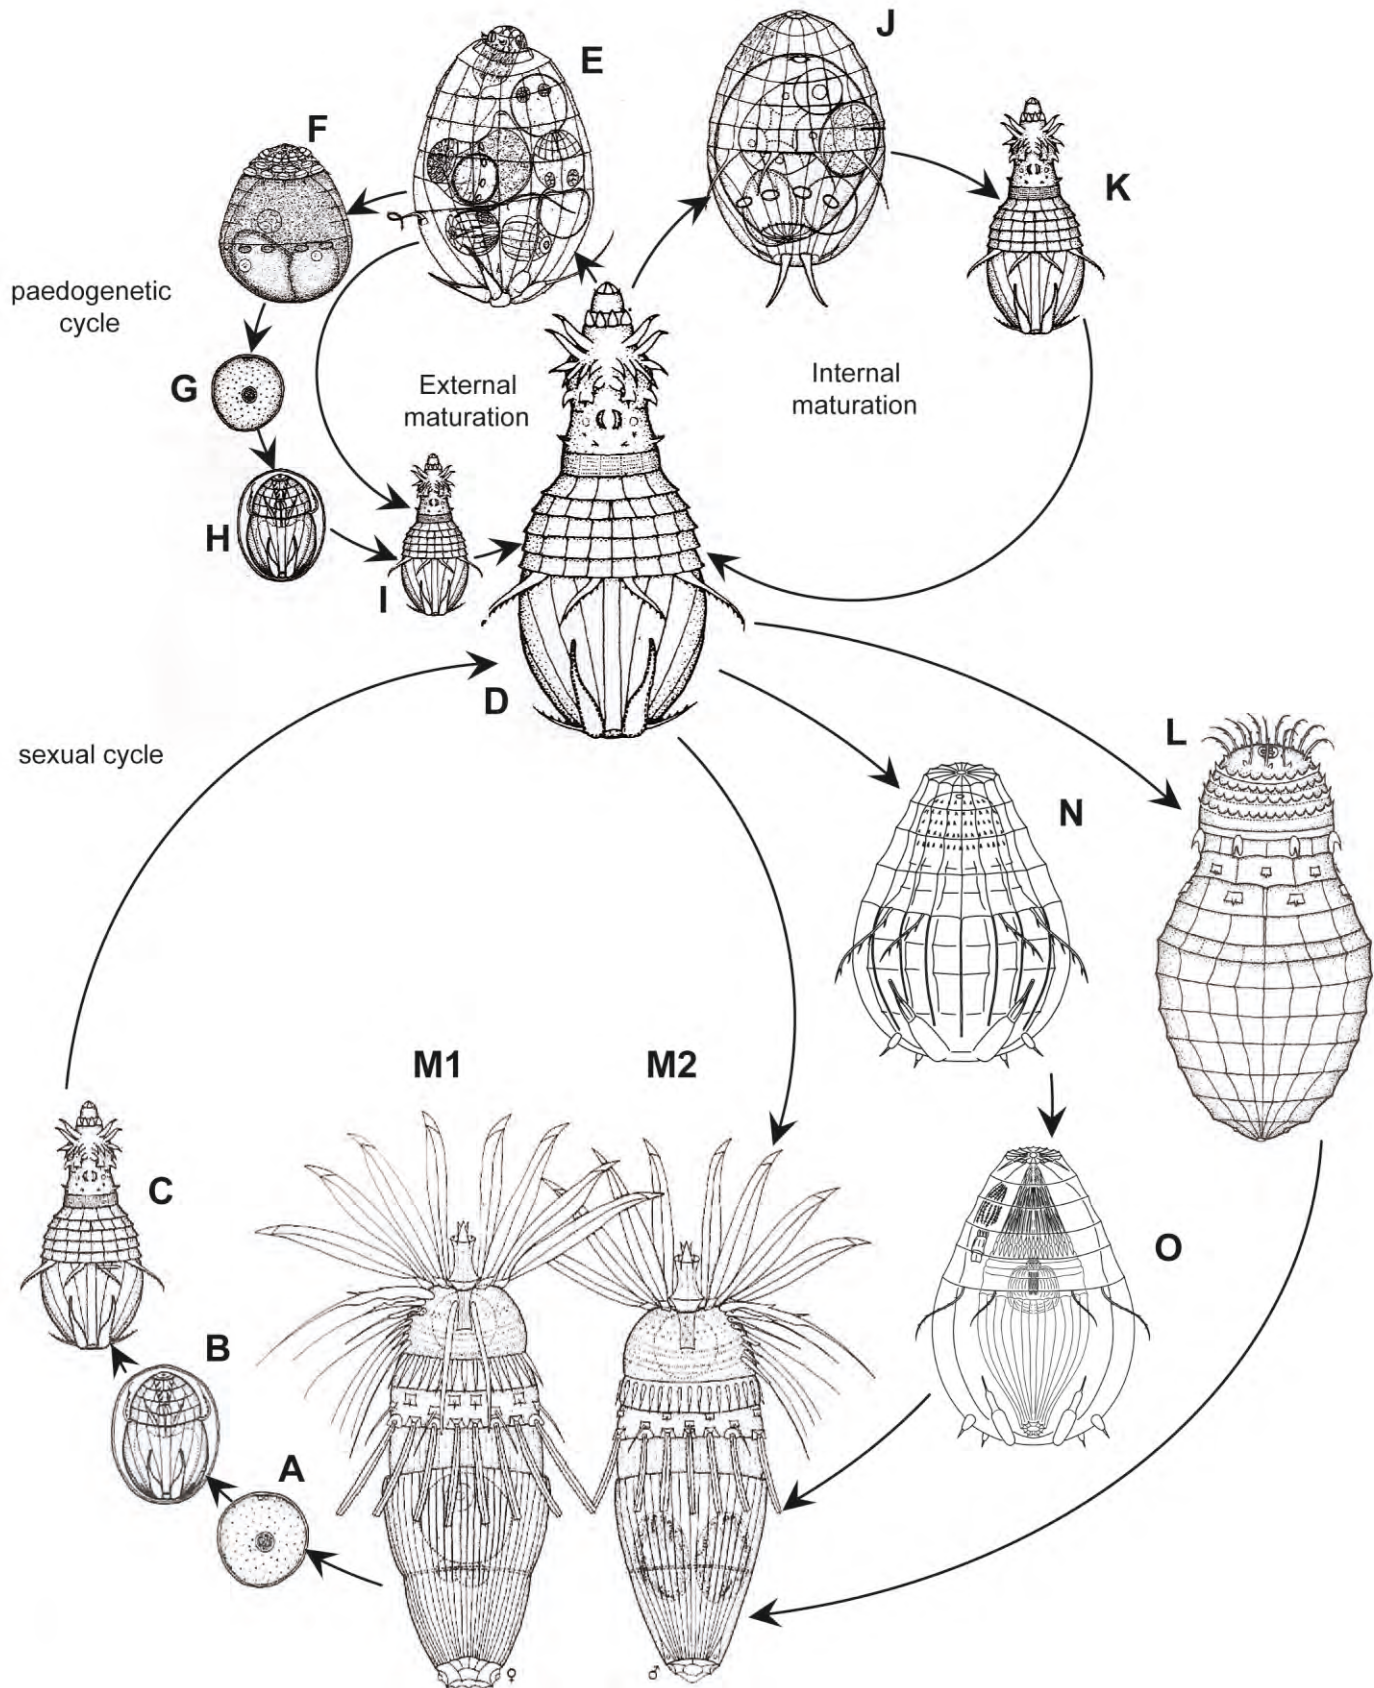 J
E
F
K
paedogenetic
cycle
External
maturation
Internal
maturation
G
H
I
D
sexual cycle
L
N
M1
M2
C
O
B
A
♀
♂